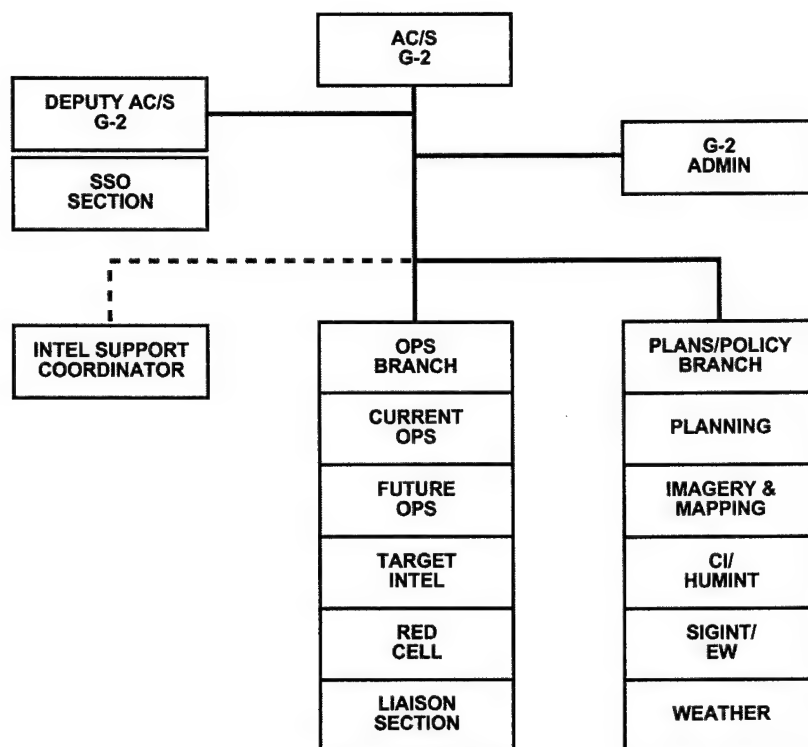 AC/S
G-2
DEPUTY AC/S
G-2
SSO
SECTION
G-2
ADMIN
INTEL SUPPORT
COORDINATOR
OPS
BRANCH
CURRENT
OPS
FUTURE
OPS
TARGET
INTEL
RED
CELL
LIAISON
SECTION
PLANS/POLICY
BRANCH
PLANNING
IMAGERY &
MAPPING
CI/
HUMINT
SIGINT/
EW
WEATHER